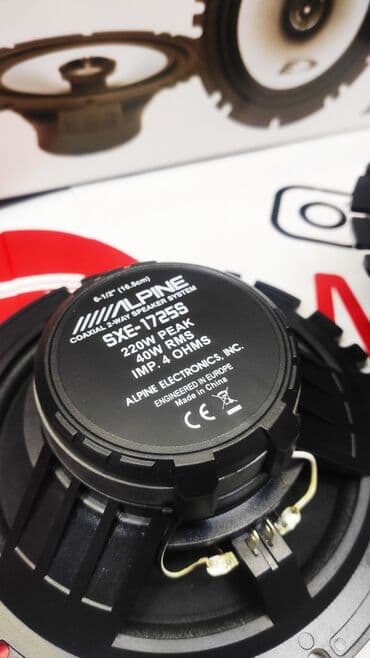 6-1/2" (16.5cm)
ALPINE
COAXIAL 2-WAY SPEAKER SYSTEM
SXE-1725S
220W PEAK
40W RMS
IMP. 4 OHMS
ALPINE ELECTRONICS, INC.
ENGINEERED IN EUROPE
Made in China
CE